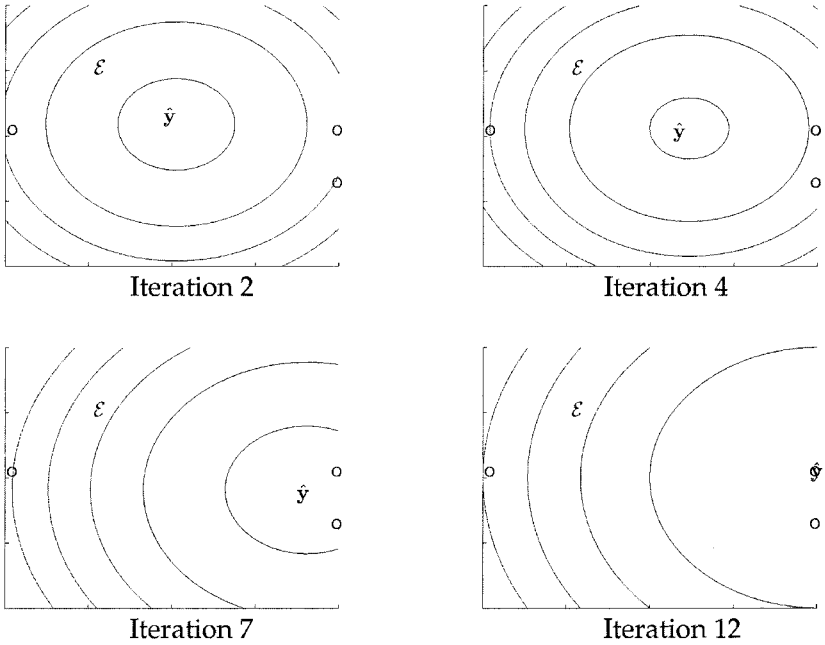 ℰ
ŷ
o
o
o
Iteration 2
ℰ
ŷ
o
o
o
Iteration 4
ℰ
ŷ
o
o
o
Iteration 7
ℰ
ŷ
o
o
o
Iteration 12